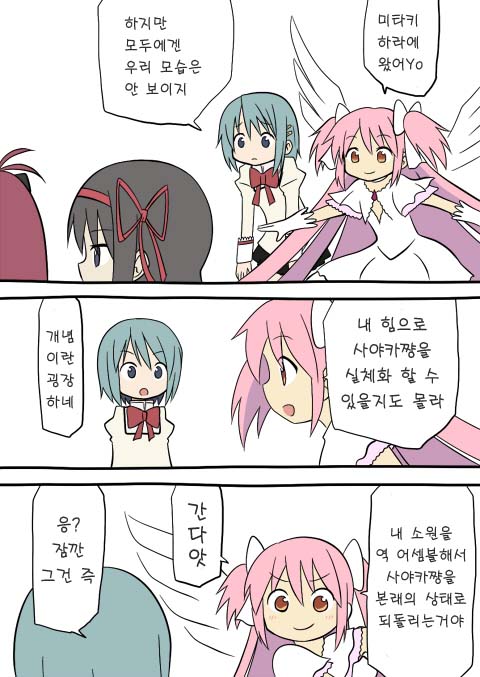 미타키
하라에
왔어Yo
하지만
모두에겐
우리 모습은
안 보이지
내 힘으로
사야카쨩을
실체화 할 수
있을지도 몰라
개념
이란
굉장
하네
내 소원을
역 어셈블해서
사야카쨩을
본래의 상태로
되돌리는거야
간
다
앗
응?
잠깐
그건 즉